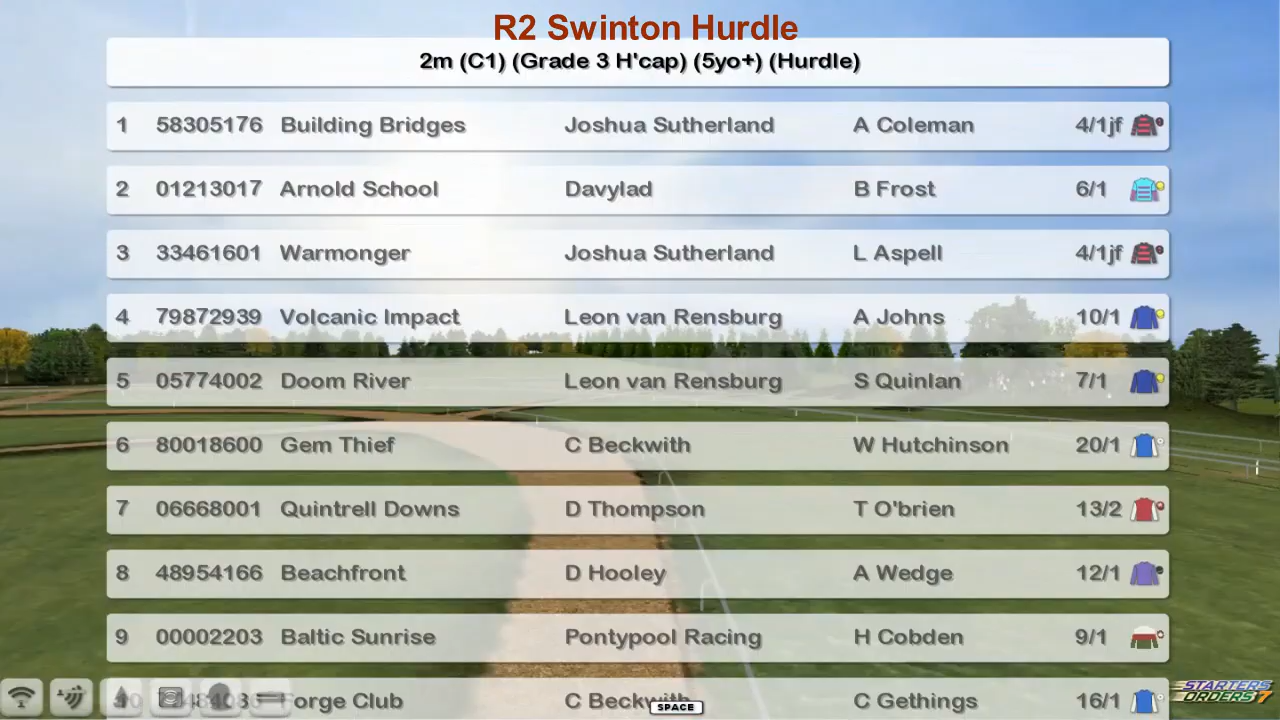 R2 Swinton Hurdle
2m (C1) (Grade 3 H'cap) (5yo+) (Hurdle)
1 58305176 Building Bridges Joshua Sutherland A Coleman 4/1jf
2 01213017 Arnold School Davylad B Frost 6/1
3 33461601 Warmonger Joshua Sutherland L Aspell 4/1jf
4 79872939 Volcanic Impact Leon van Rensburg A Johns 10/1
5 05774002 Doom River Leon van Rensburg S Quinlan 7/1
6 80018600 Gem Thief C Beckwith W Hutchinson 20/1
7 06668001 Quintrell Downs D Thompson T O'brien 13/2
8 48954166 Beachfront D Hooley A Wedge 12/1
9 00002203 Baltic Sunrise Pontypool Racing H Cobden 9/1
10 Forge Club C Beckwith C Gethings 16/1
SPACE
STARTERS ORDERS 7